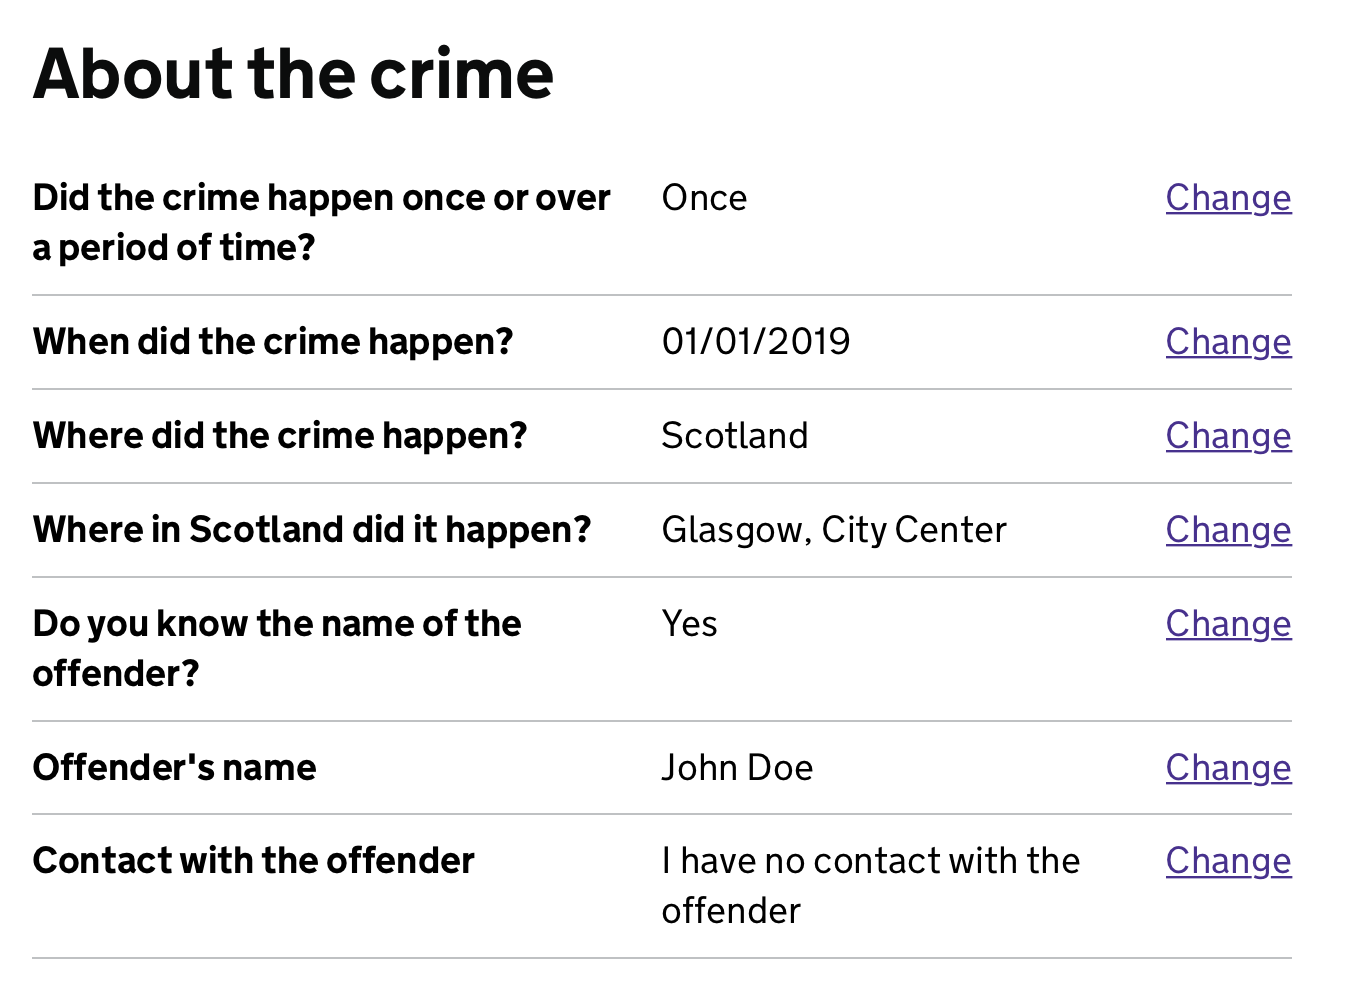 About the crime
Did the crime happen once or over
a period of time?
Once
Change
When did the crime happen?
01/01/2019
Change
Where did the crime happen?
Scotland
Change
Where in Scotland did it happen?
Glasgow, City Center
Change
Do you know the name of the
offender?
Yes
Change
Offender's name
John Doe
Change
Contact with the offender
I have no contact with the
offender
Change